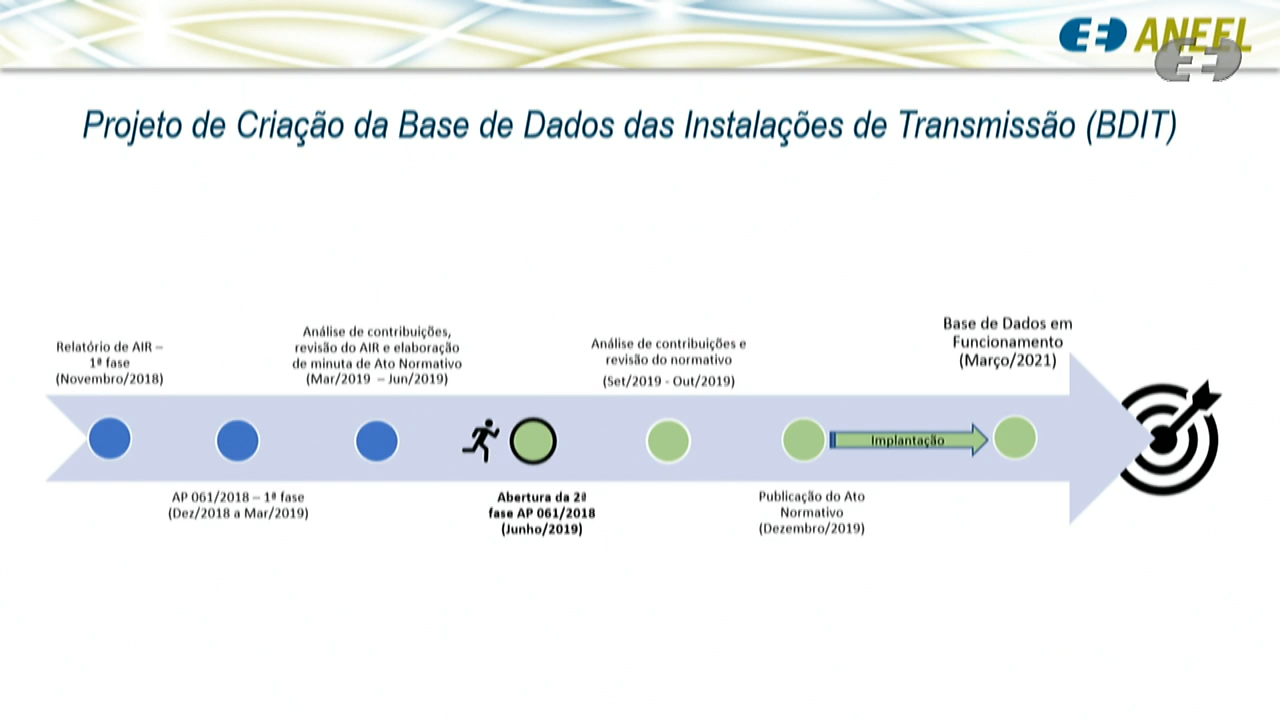 ANEEL
Projeto de Criação da Base de Dados das Instalações de Transmissão (BDIT)
Relatório de AIR –
1ª fase
(Novembro/2018)
AP 061/2018 – 1ª fase
(Dez/2018 a Mar/2019)
Análise de contribuições,
revisão do AIR e elaboração
de minuta de Ato Normativo
(Mar/2019 – Jun/2019)
Abertura da 2ª
fase AP 061/2018
(Junho/2019)
Análise de contribuições e
revisão do normativo
(Set/2019 - Out/2019)
Publicação do Ato
Normativo
(Dezembro/2019)
Implantação
Base de Dados em
Funcionamento
(Março/2021)